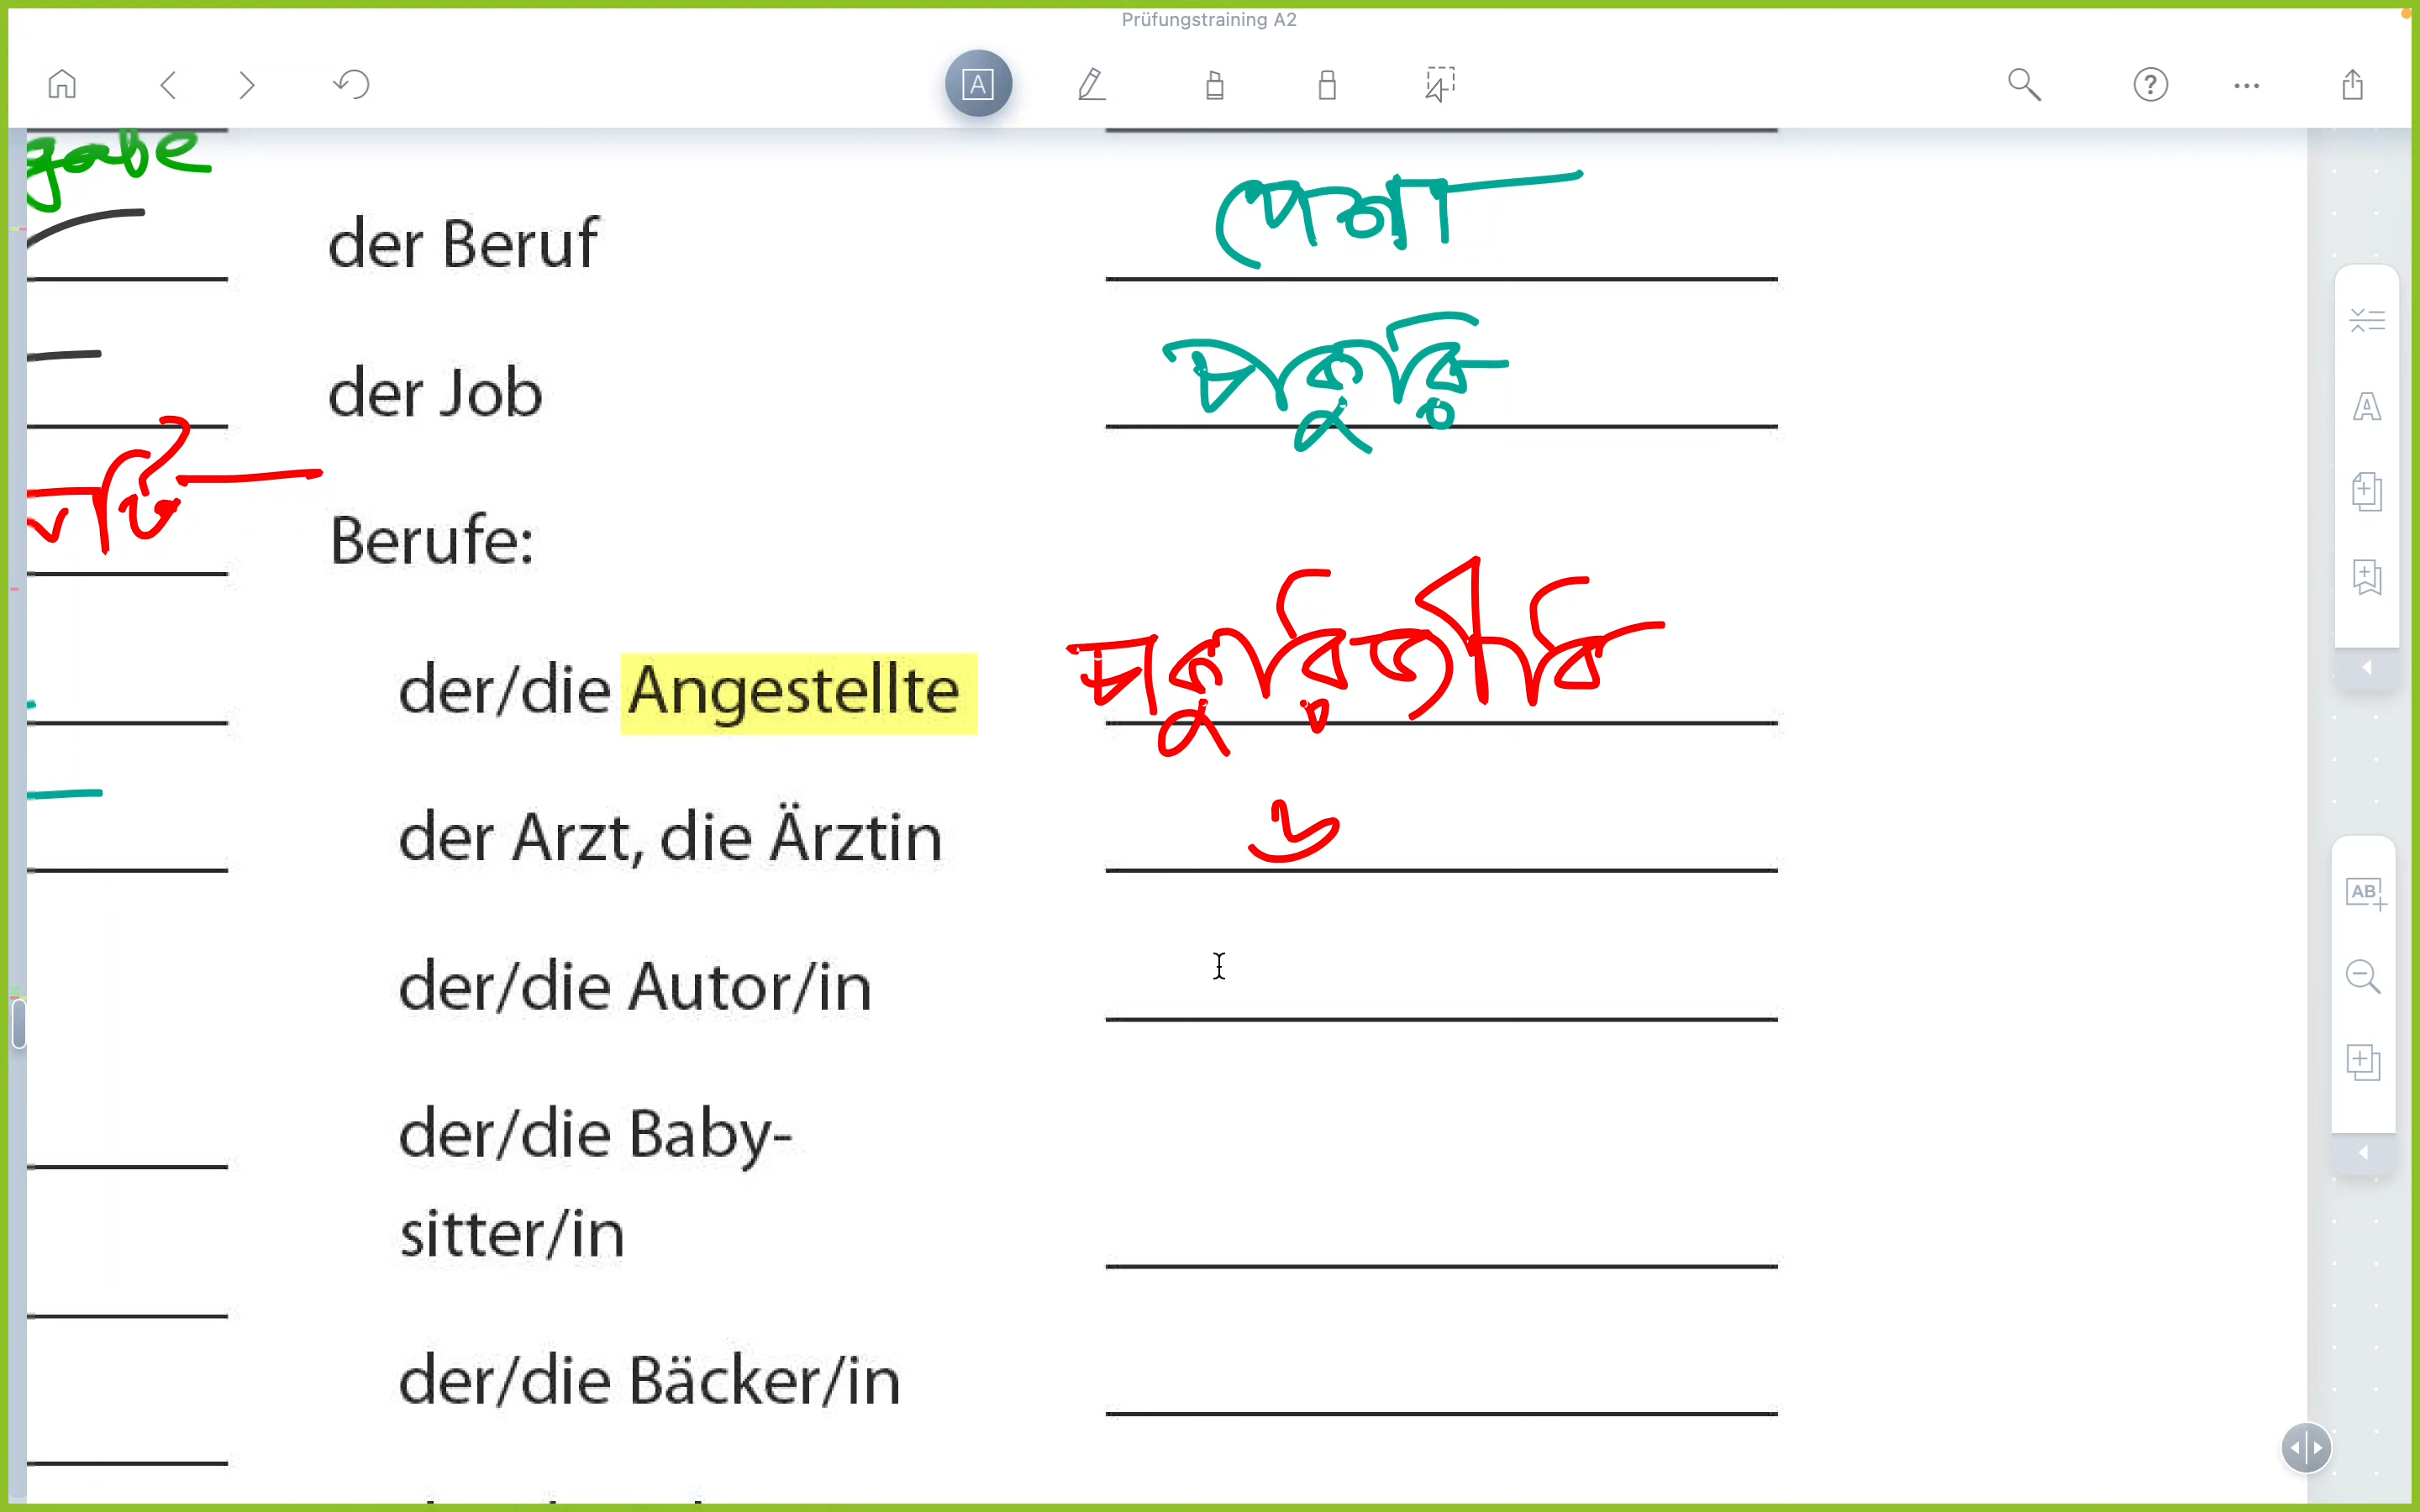 Prüfungstraining A2
gabe
der Beruf
পেশা
der Job
চাকুরি
Berufe:
der/die Angestellte
der Arzt, die Ärztin
der/die Autor/in
der/die Baby-
sitter/in
der/die Bäcker/in